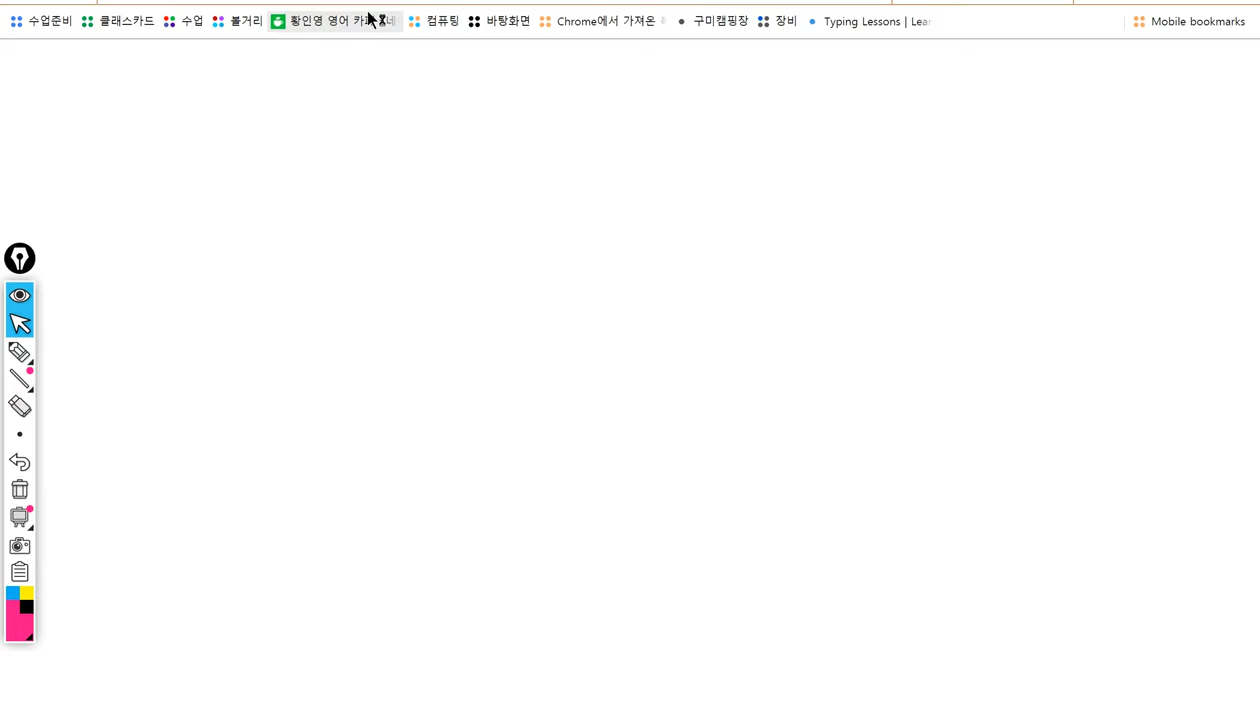 수업준비 클래스카드 수업 볼거리 황인영 영어 컴퓨팅 바탕화면 Chrome에서 가져온 구미캠핑장 장비 Typing Lessons | Lear Mobile bookmarks